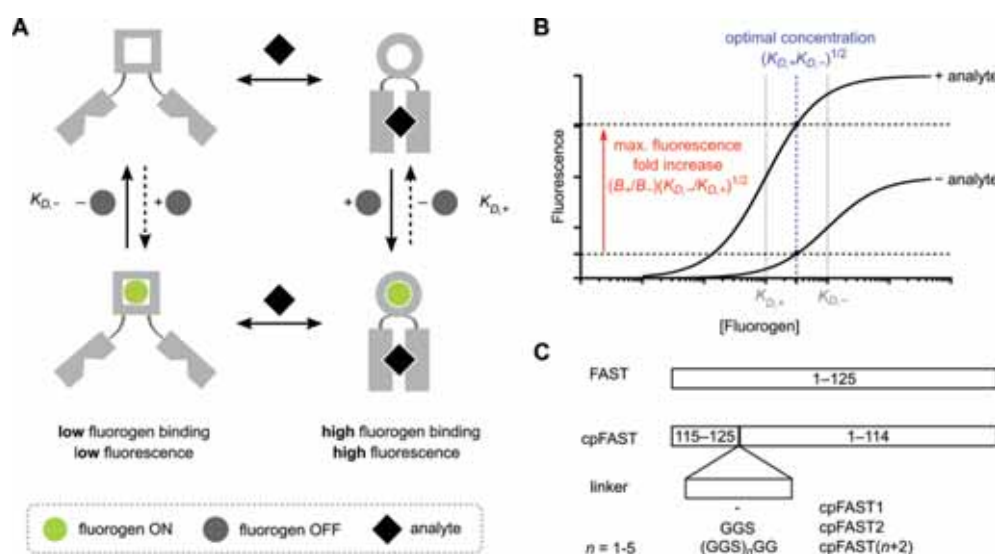 A
K_D,−
−
+
+
−
K_D,+
low fluorogen binding
low fluorescence
high fluorogen binding
high fluorescence
fluorogen ON
fluorogen OFF
analyte
B
optimal concentration
(K_D,+K_D,−)^1/2
+ analyte
max. fluorescence
fold increase
(B_+/B_−)(K_D,−/K_D,+)^1/2
− analyte
Fluorescence
K_D,+
K_D,−
[Fluorogen]
C
FAST
1–125
cpFAST
115–125
1–114
linker
- cpFAST1
GGS cpFAST2
n = 1-5 (GGS)nGG cpFAST(n+2)